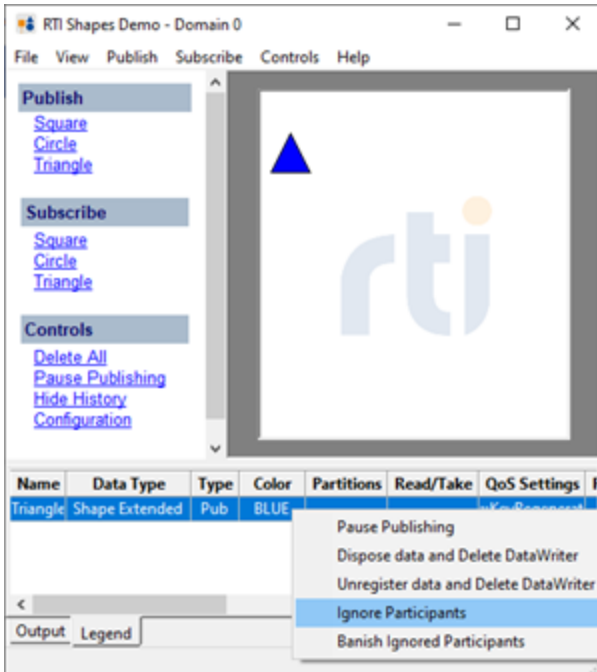 RTI Shapes Demo - Domain 0
File View Publish Subscribe Controls Help
Publish
Square
Circle
Triangle
Subscribe
Square
Circle
Triangle
Controls
Delete All
Pause Publishing
Hide History
Configuration
rti
Name Data Type Type Color Partitions Read/Take QoS Settings
Triangle Shape Extended Pub BLUE
Pause Publishing
Dispose data and Delete DataWriter
Unregister data and Delete DataWriter
Ignore Participants
Banish Ignored Participants
Output Legend